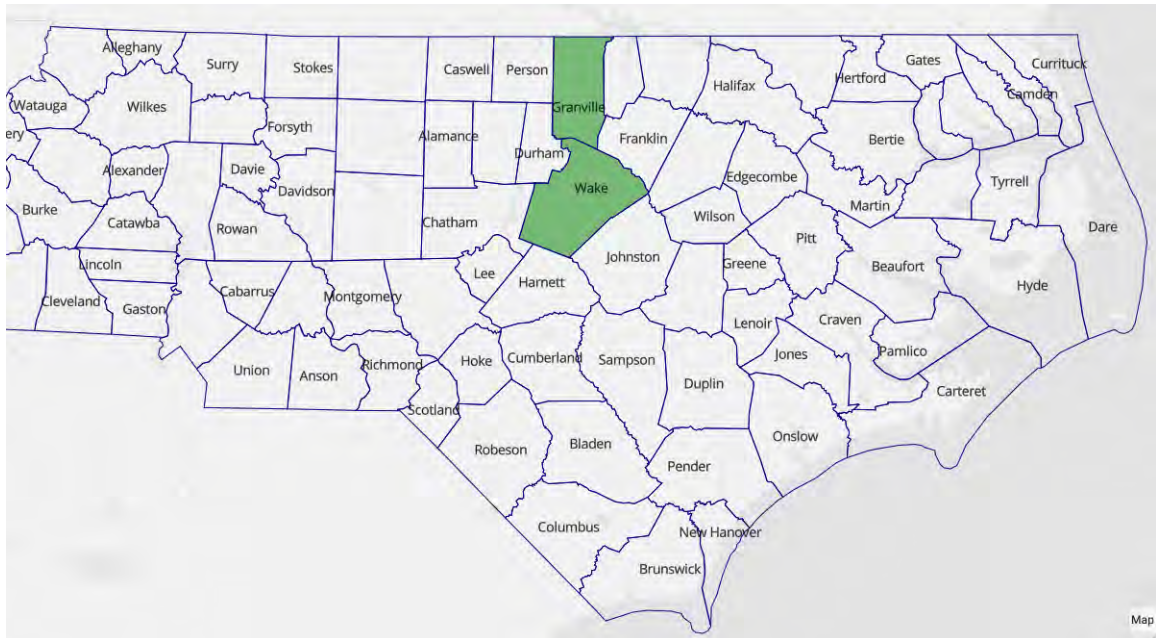 Alleghany
Surry
Stokes
Caswell
Person
Gates
Currituck
Watauga
Wilkes
Granville
Halifax
Hertford
Camden
ery
Forsyth
Alamance
Durham
Franklin
Bertie
Alexander
Davie
Davidson
Wake
Edgecombe
Tyrrell
Burke
Catawba
Rowan
Chatham
Wilson
Martin
Dare
Lincoln
Lee
Harnett
Johnston
Greene
Pitt
Beaufort
Hyde
Cleveland
Gaston
Cabarrus
Montgomery
Lenoir
Craven
Union
Anson
Richmond
Hoke
Cumberland
Sampson
Duplin
Jones
Pamlico
Carteret
Scotland
Robeson
Bladen
Pender
Onslow
Columbus
New Hanover
Brunswick
Map